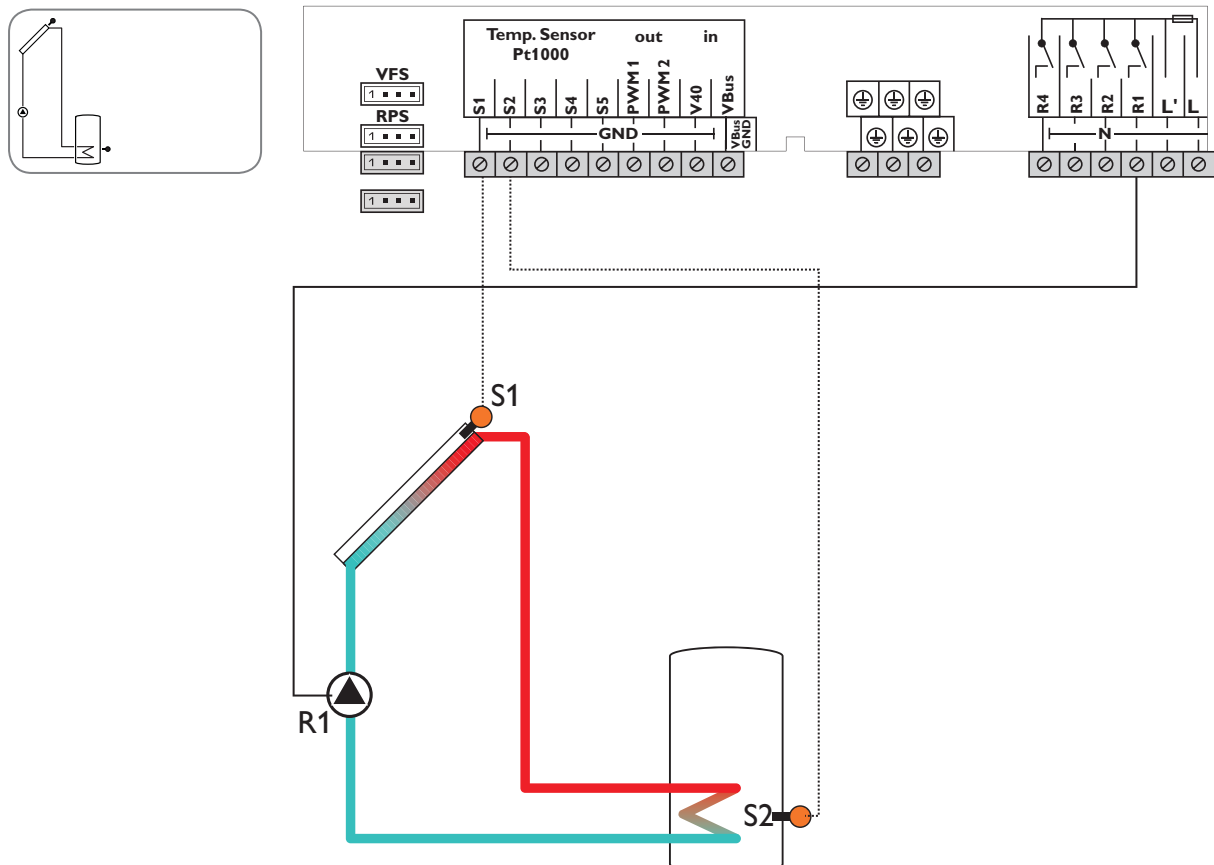 Temp. Sensor
Pt1000
out
in
VFS
1
RPS
1
1
1
S1
S2
S3
S4
S5
PWM 1
PWM 2
V40
VBus
GND
VBus
GND
R4
R3
R2
R1
L'
L
N
S1
R1
S2